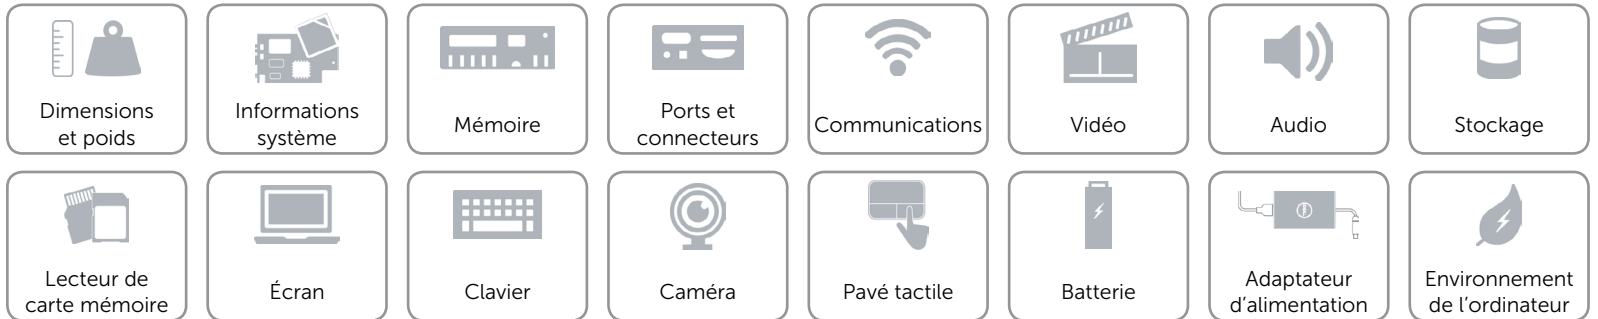 Dimensions
et poids
Informations
système
Mémoire
Ports et
connecteurs
Communications
Vidéo
Audio
Stockage
Lecteur de
carte mémoire
Écran
Clavier
Caméra
Pavé tactile
Batterie
Adaptateur
d’alimentation
Environnement
de l’ordinateur